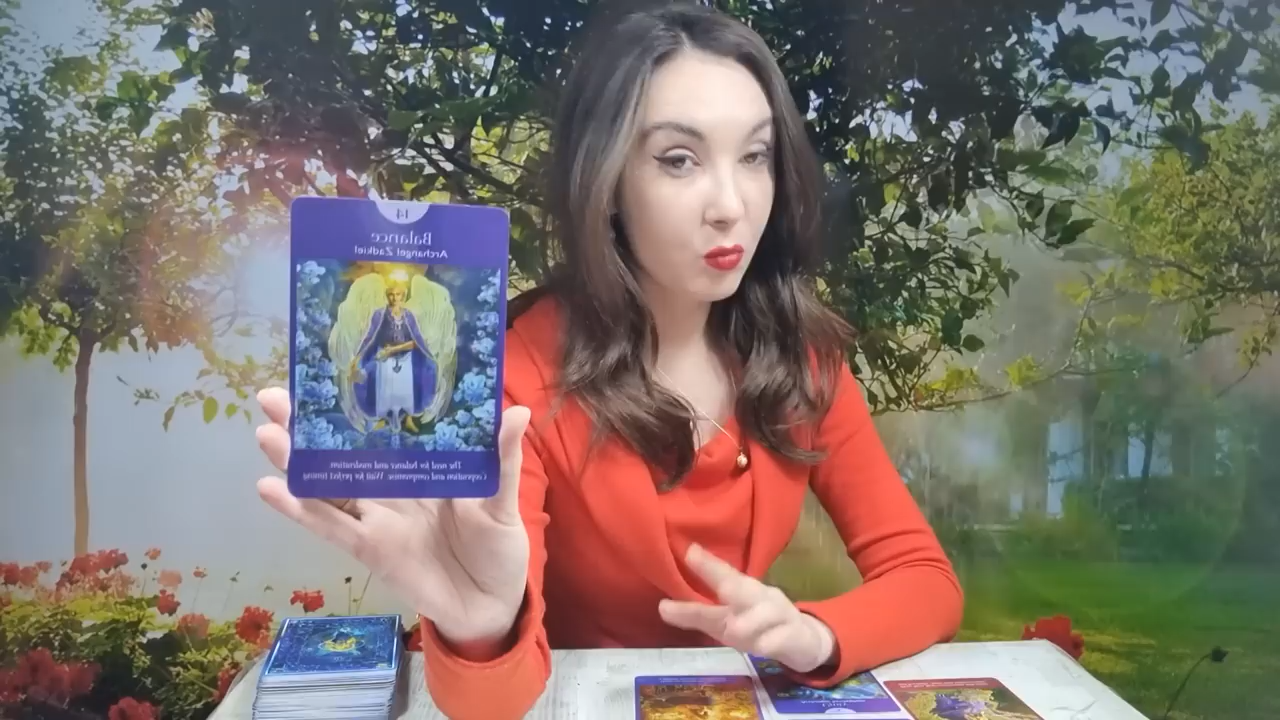 14
Balance
Archangel Zadkiel
The need for balance and moderation
Cooperation and compromise. Wait for perfect timing